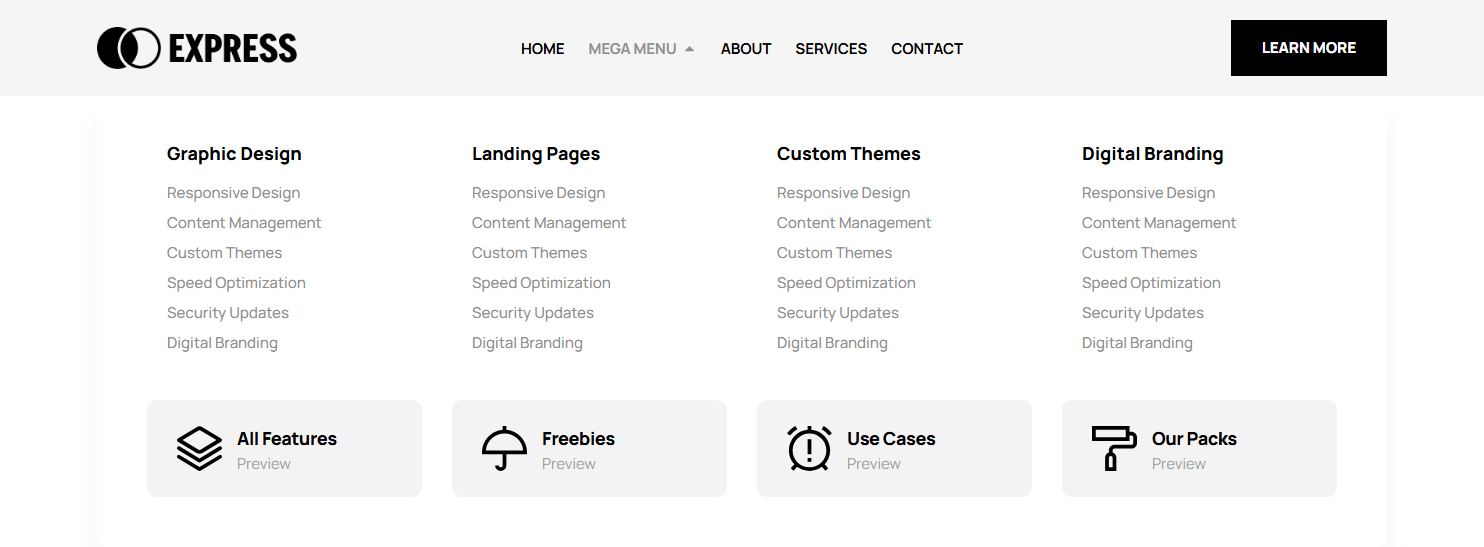 EXPRESS
HOME MEGA MENU ABOUT SERVICES CONTACT
LEARN MORE
Graphic Design
Responsive Design
Content Management
Custom Themes
Speed Optimization
Security Updates
Digital Branding
Landing Pages
Responsive Design
Content Management
Custom Themes
Speed Optimization
Security Updates
Digital Branding
Custom Themes
Responsive Design
Content Management
Custom Themes
Speed Optimization
Security Updates
Digital Branding
Digital Branding
Responsive Design
Content Management
Custom Themes
Speed Optimization
Security Updates
Digital Branding
All Features
Preview
Freebies
Preview
Use Cases
Preview
Our Packs
Preview